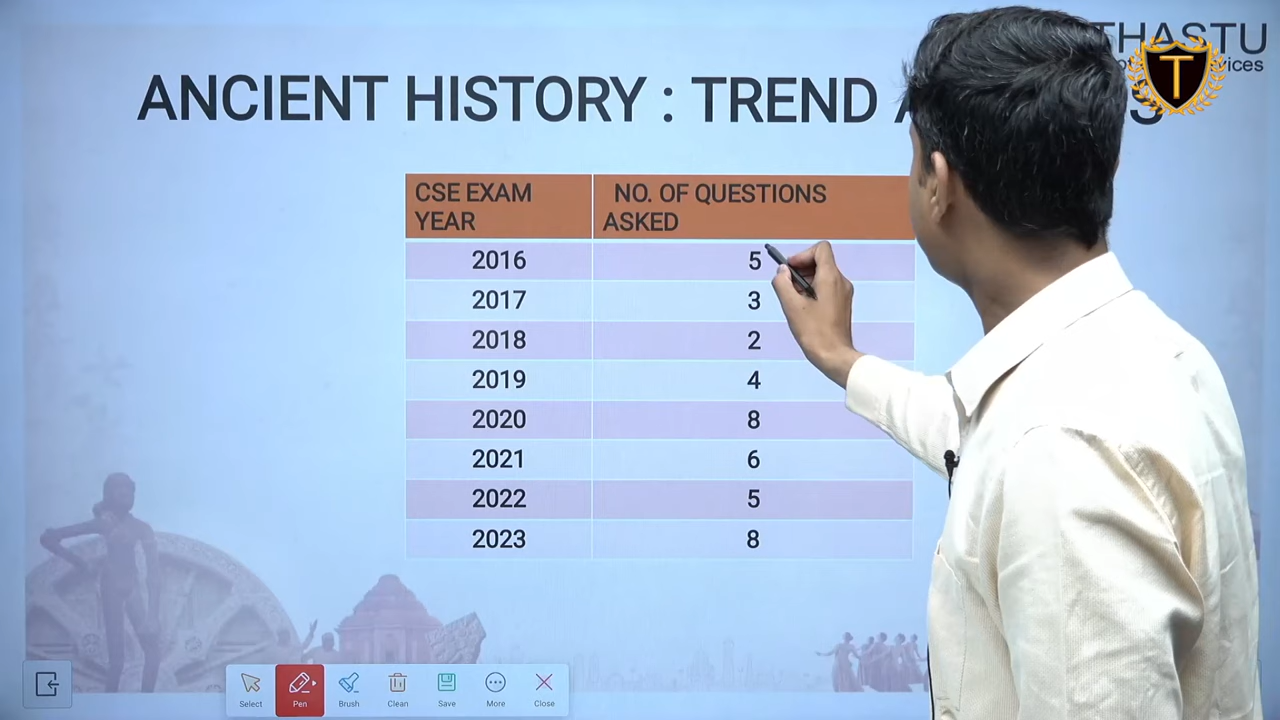 THASTU
ANCIENT HISTORY : TREND
T
CSE EXAM
YEAR
NO. OF QUESTIONS
ASKED
2016 5
2017 3
2018 2
2019 4
2020 8
2021 6
2022 5
2023 8
Select Pen Brush Clean Save More Close